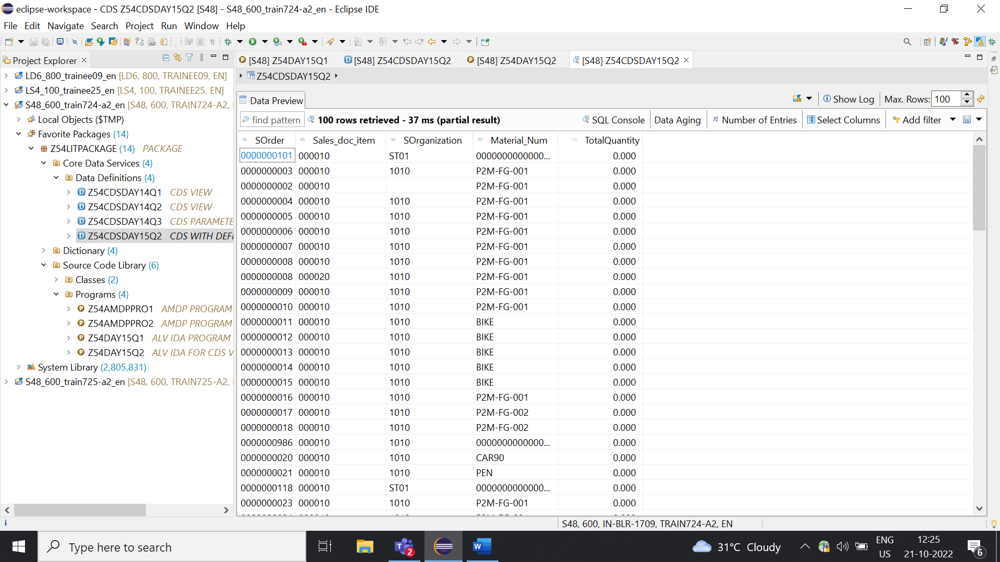 eclipse-workspace - CDS Z54CDSDAY15Q2 [S48] - S48_600_train724-a2_en - Eclipse IDE
File Edit Navigate Search Project Run Window Help
Project Explorer
[S48] Z54DAY15Q1 [S48] Z54CDSDAY15Q2 [S48] Z54DAY15Q2 [S48] Z54CDSDAY15Q2
LD6_800_trainee09_en [LD6, 800, TRAINEE09, EN]
LS4_100_trainee25_en [LS4, 100, TRAINEE25, EN]
S48_600_train724-a2_en [S48, 600, TRAIN724-A2,
Local Objects ($TMP)
Favorite Packages (14)
Z54LITPACKAGE (14) PACKAGE
Core Data Services (4)
Data Definitions (4)
Z54CDSDAY14Q1 CDS VIEW
Z54CDSDAY14Q2 CDS VIEW
Z54CDSDAY14Q3 CDS PARAMETE
Z54CDSDAY15Q2 CDS WITH DEF
Dictionary (4)
Source Code Library (6)
Classes (2)
Programs (4)
Z54AMDPPRO1 AMDP PROGRAM
Z54AMDPPRO2 AMDP PROGRAM
Z54DAY15Q1 ALV IDA PROGRAM
Z54DAY15Q2 ALV IDA FOR CDS V
System Library (2,805,831)
S48_600_train725-a2_en [S48, 600, TRAIN725-A2,
Z54CDSDAY15Q2
Data Preview Show Log Max. Rows: 100
find pattern 100 rows retrieved - 37 ms (partial result) SQL Console Data Aging Number of Entries Select Columns Add filter
SOrder Sales_doc_item SOrganization Material_Num TotalQuantity
0000000101 000010 ST01 0000000000000... 0.000
0000000003 000010 1010 P2M-FG-001 0.000
0000000002 000010 P2M-FG-001 0.000
0000000004 000010 1010 P2M-FG-001 0.000
0000000005 000010 1010 P2M-FG-001 0.000
0000000006 000010 1010 P2M-FG-001 0.000
0000000007 000010 1010 P2M-FG-001 0.000
0000000008 000010 1010 P2M-FG-001 0.000
0000000008 000020 1010 P2M-FG-001 0.000
0000000009 000010 1010 P2M-FG-001 0.000
0000000010 000010 1010 P2M-FG-001 0.000
0000000011 000010 1010 BIKE 0.000
0000000012 000010 1010 BIKE 0.000
0000000013 000010 1010 BIKE 0.000
0000000014 000010 1010 BIKE 0.000
0000000015 000010 1010 BIKE 0.000
0000000016 000010 1010 P2M-FG-001 0.000
0000000017 000010 1010 P2M-FG-002 0.000
0000000018 000010 1010 P2M-FG-002 0.000
0000000986 000010 1010 0000000000000... 0.000
0000000020 000010 1010 CAR90 0.000
0000000021 000010 1010 PEN 0.000
0000000118 000010 ST01 0000000000000... 0.000
0000000023 000010 1010 P2M-FG-001 0.000
S48, 600, IN-BLR-1709, TRAIN724-A2, EN
Type here to search
2
31°C Cloudy
ENG
US
12:25
21-10-2022
6